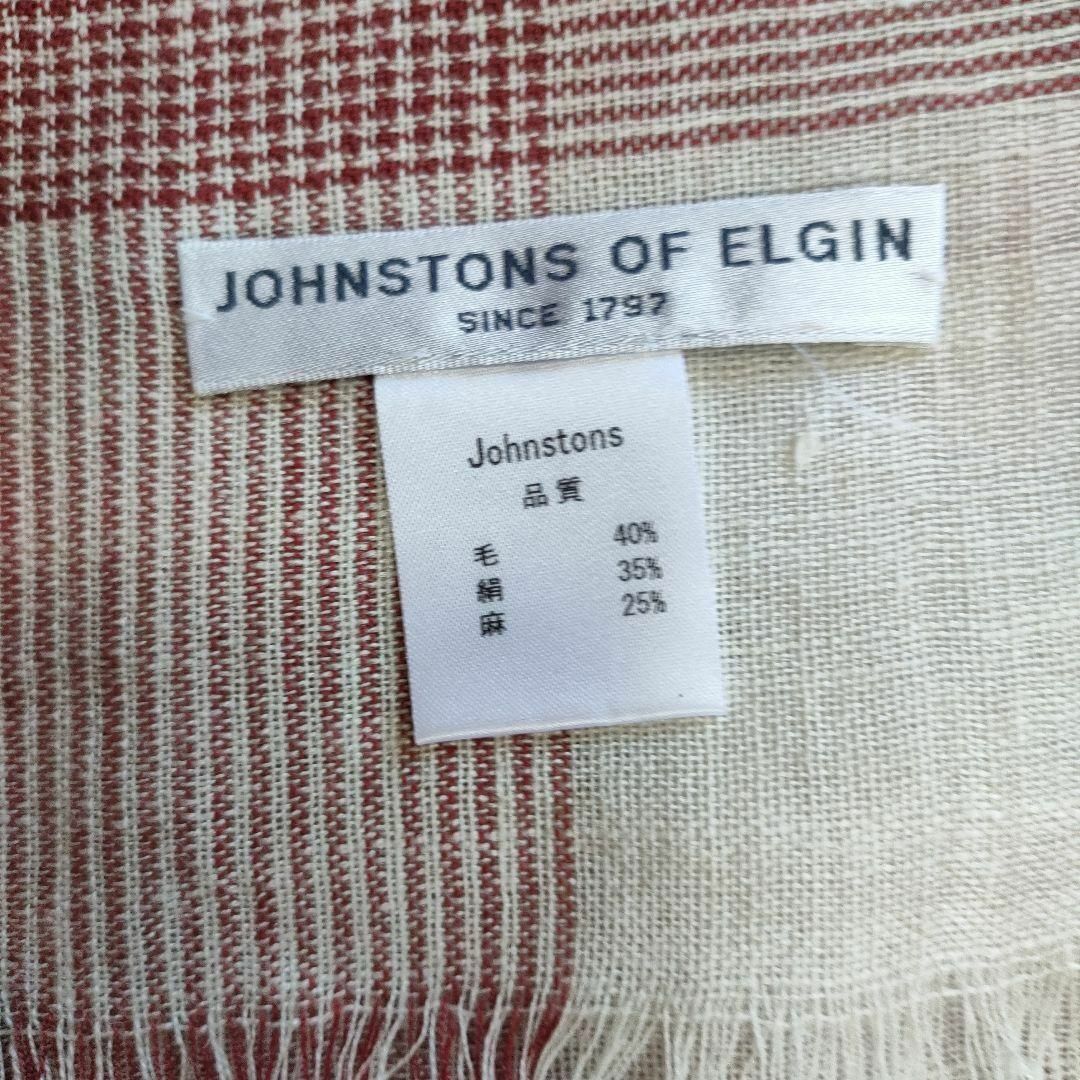 JOHNSTONS OF ELGIN
SINCE 1797
Johnstons
品質
毛 40%
絹 35%
麻 25%